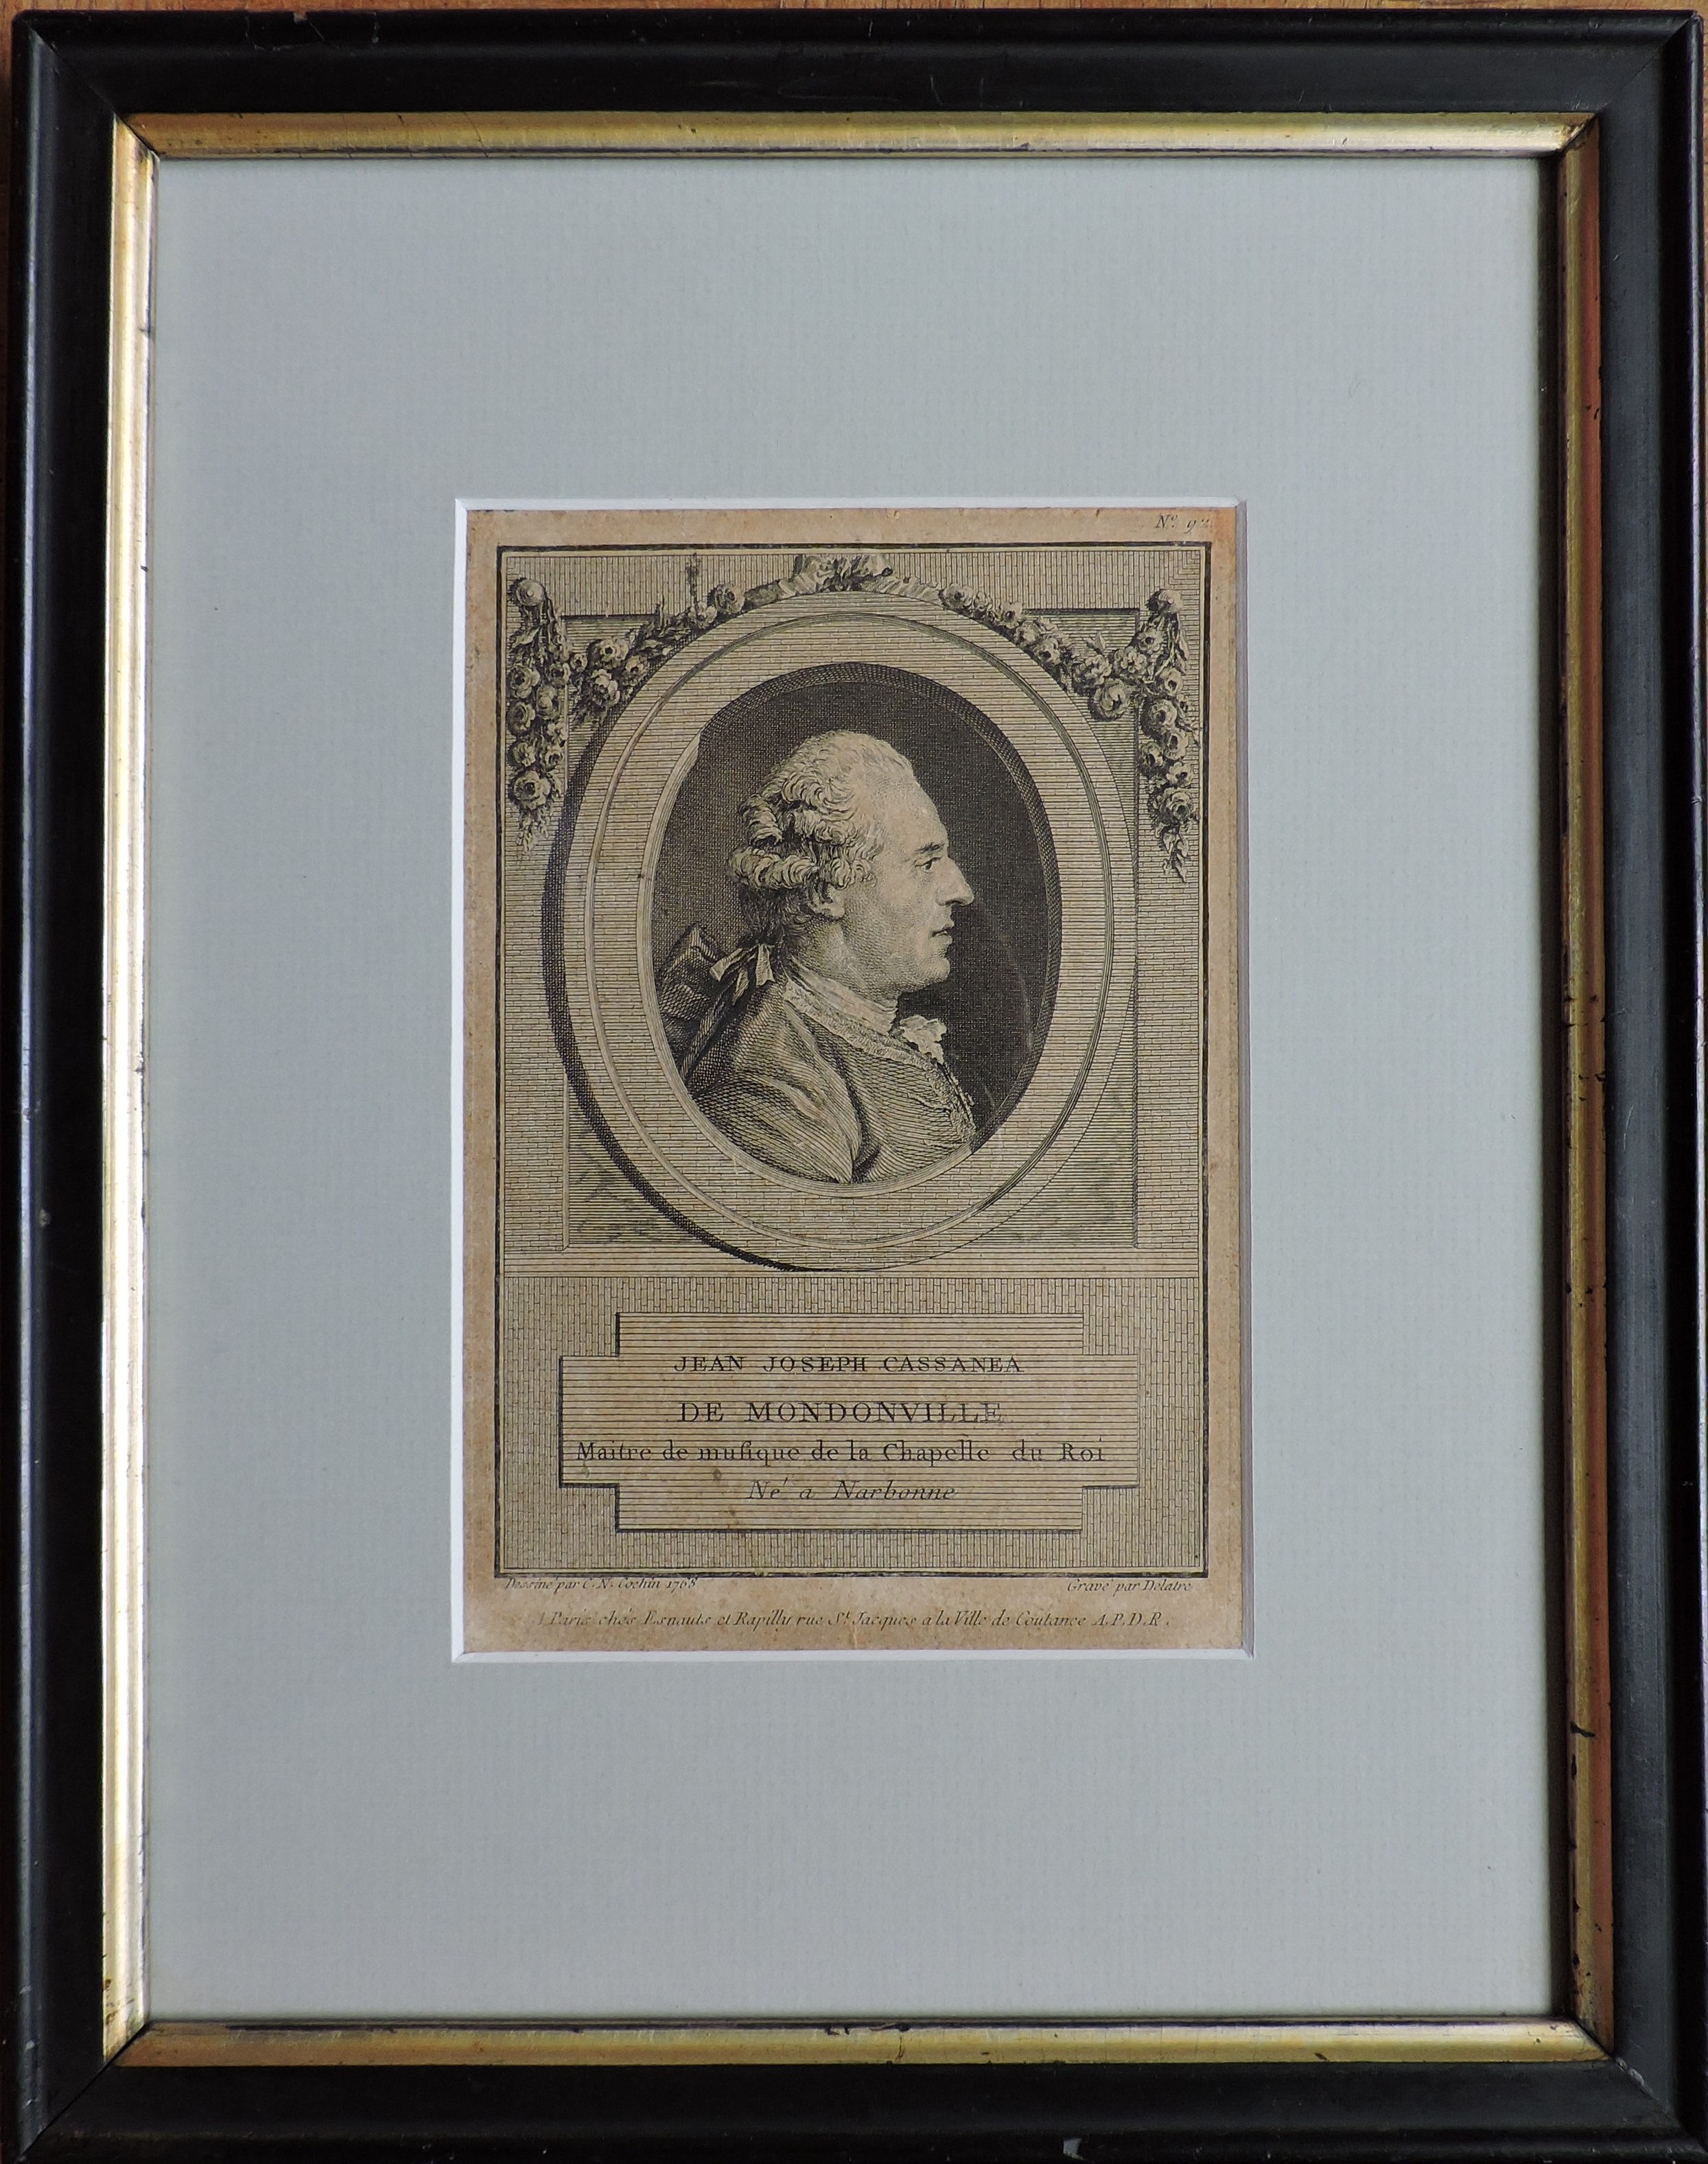 N.º 92.
JEAN JOSEPH CASSANEA
DE MONDONVILLE
Maitre de muſique de la Chapelle du Roi
Né a Narbonne
Dessiné par C. N. Cochin 1768
Gravé par Delatre
A Paris chés Esnauts et Rapilly rue St. Jacques a la Ville de Coutance A.P.D.R.